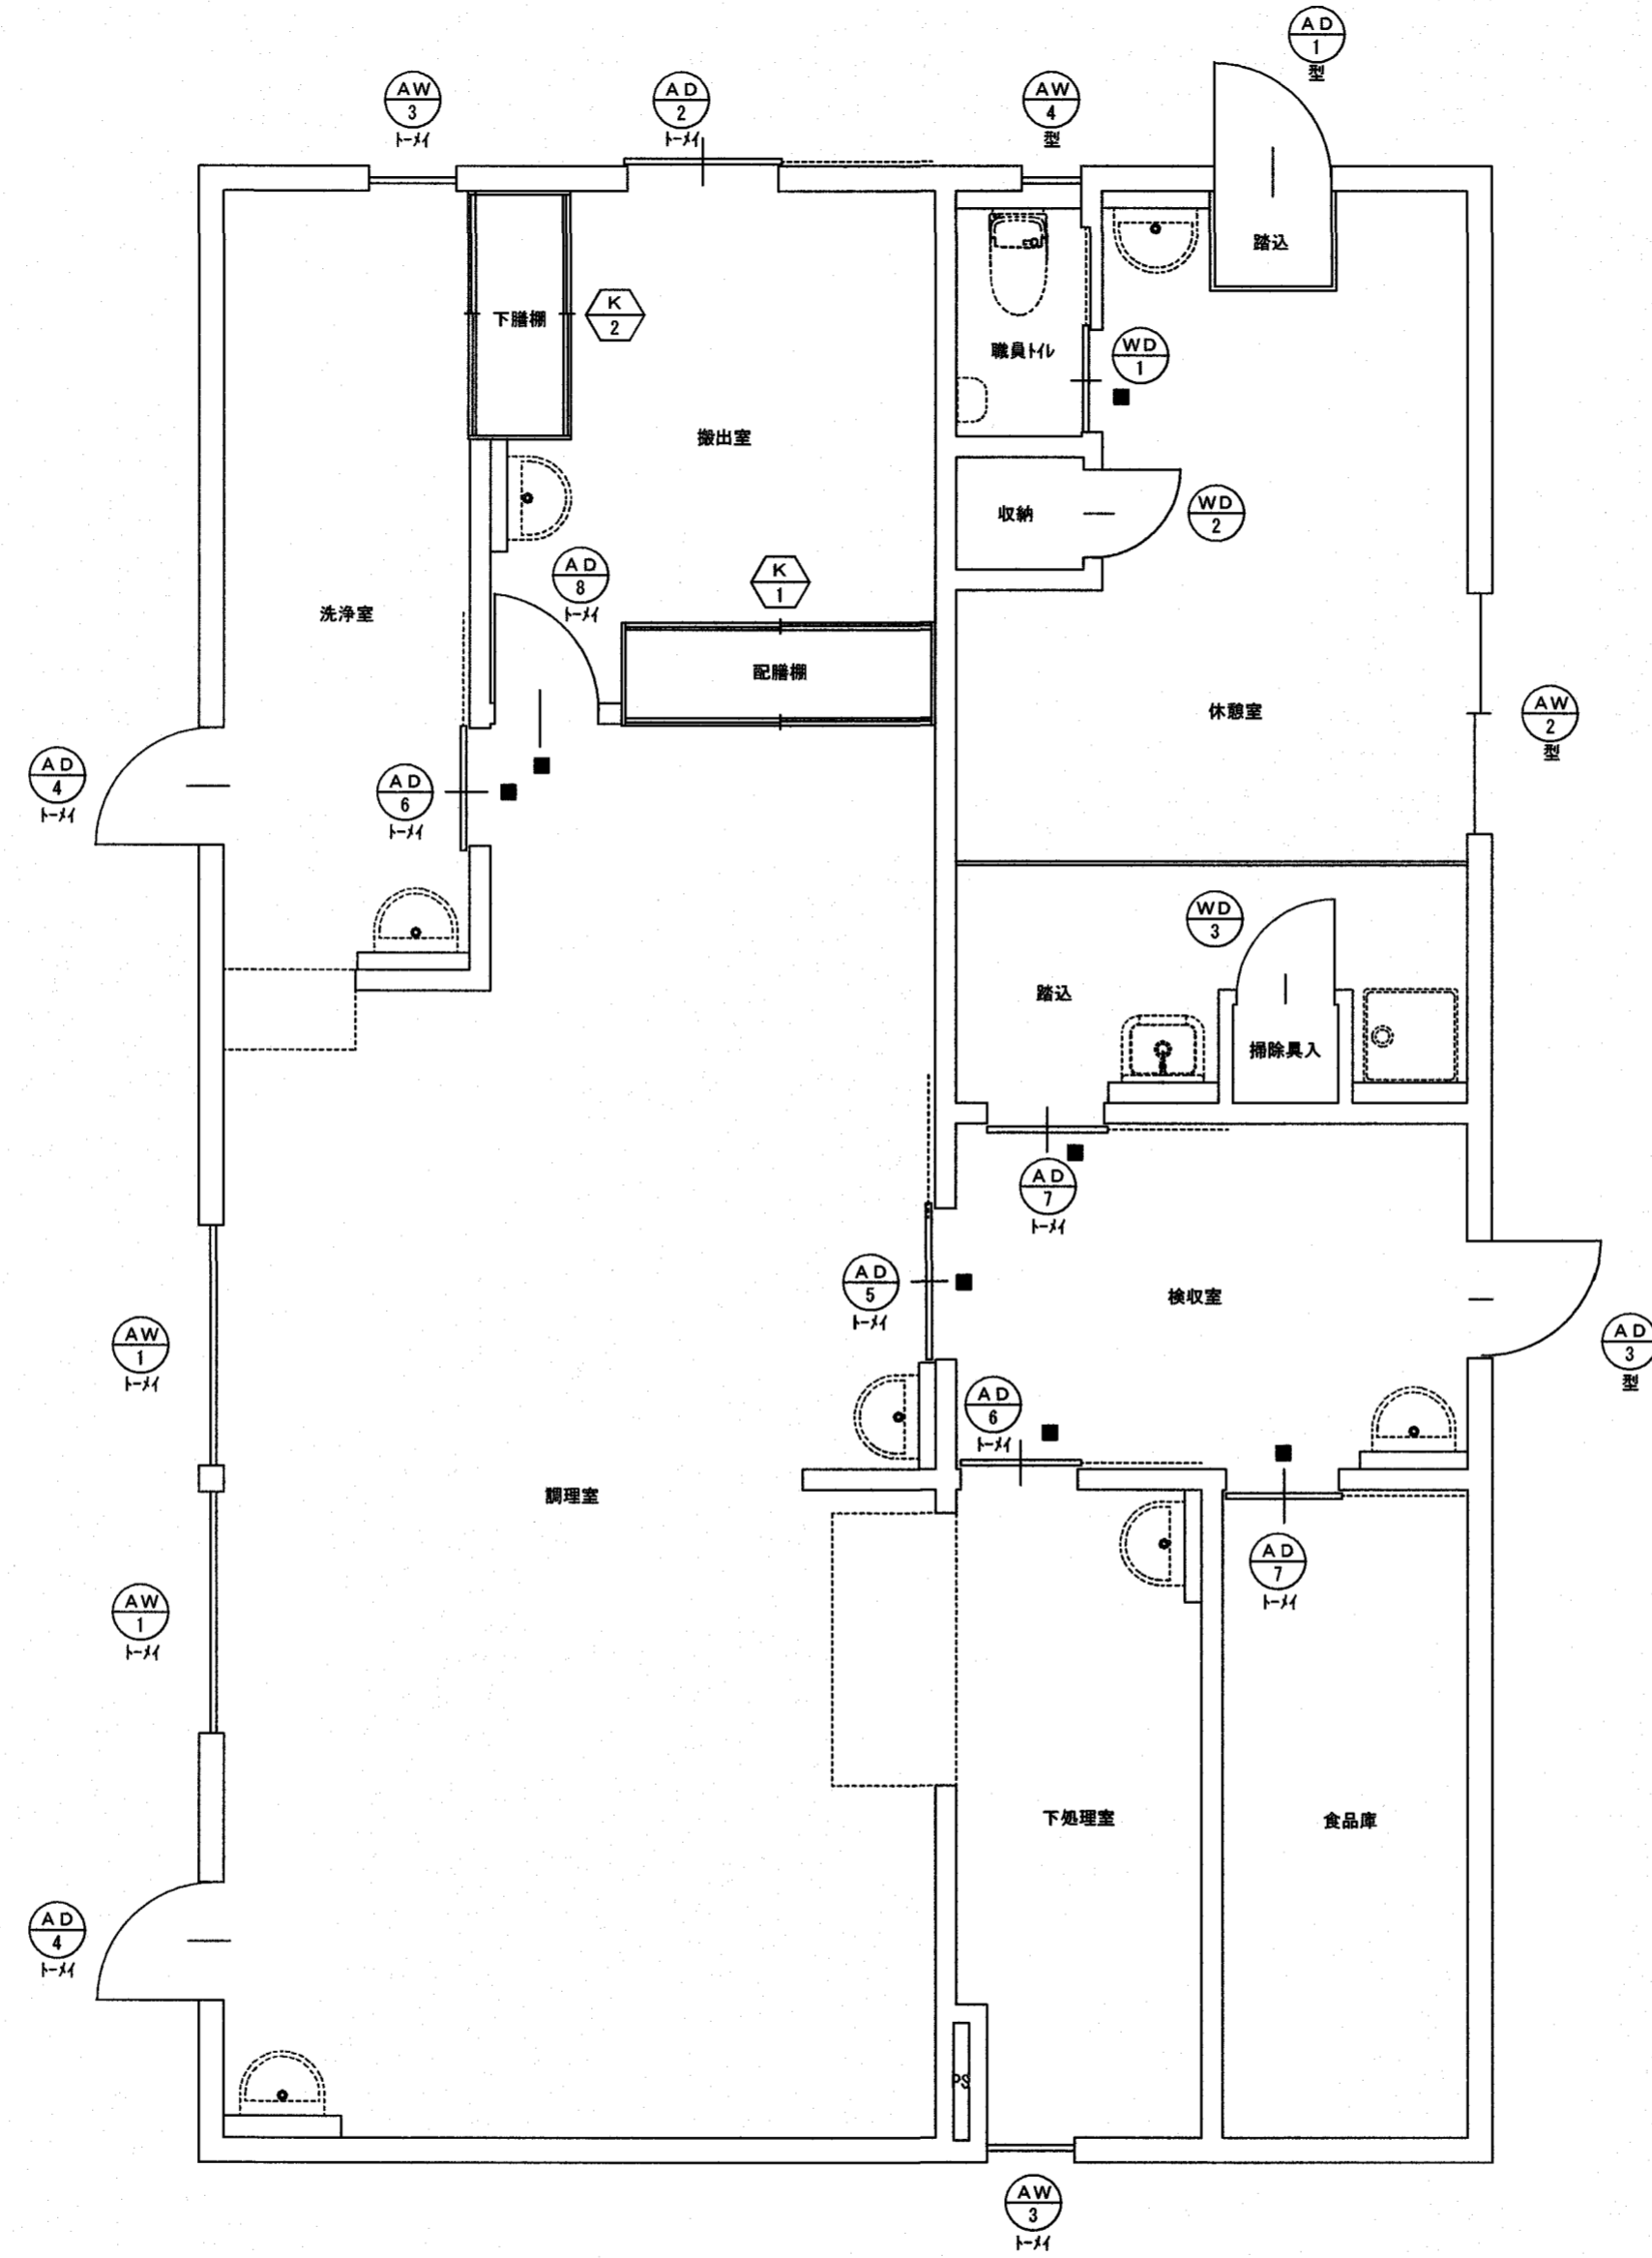 AD
1
型
AW
3
トーメイ
AD
2
トーメイ
AW
4
型
踏込
下膳棚
K
2
職員トイレ
WD
1
搬出室
収納
WD
2
AD
8
トーメイ
K
1
洗浄室
配膳棚
休憩室
AW
2
型
AD
4
トーメイ
AD
6
トーメイ
WD
3
踏込
掃除具入
AD
7
トーメイ
AD
5
トーメイ
検収室
AW
1
トーメイ
AD
3
型
AD
6
トーメイ
調理室
AD
7
トーメイ
AW
1
トーメイ
下処理室
食品庫
AD
4
トーメイ
PS
AW
3
トーメイ